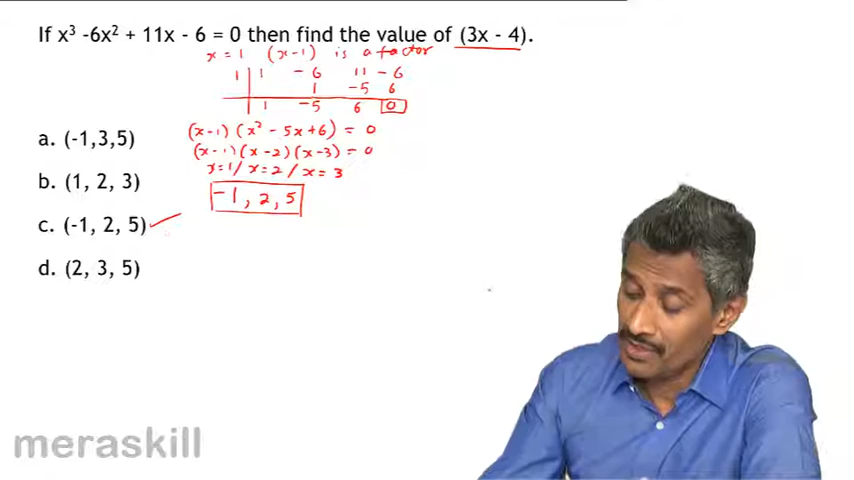 If x³ -6x² + 11x - 6 = 0 then find the value of (3x - 4).
x = 1 (x-1) is a factor
1 | 1 -6 11 -6
1 -5 6
1 -5 6 0
(x-1) (x² - 5x + 6) = 0
(x-1) (x-2) (x-3) = 0
x=1 / x=2 / x=3
-1, 2, 5
a. (-1,3,5)
b. (1, 2, 3)
c. (-1, 2, 5)
d. (2, 3, 5)
meraskill